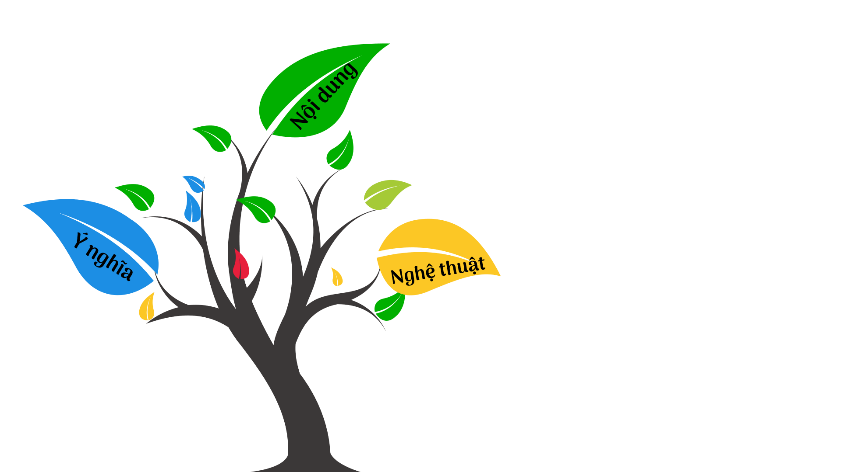 Nội dung
Ý nghĩa
Nghệ thuật